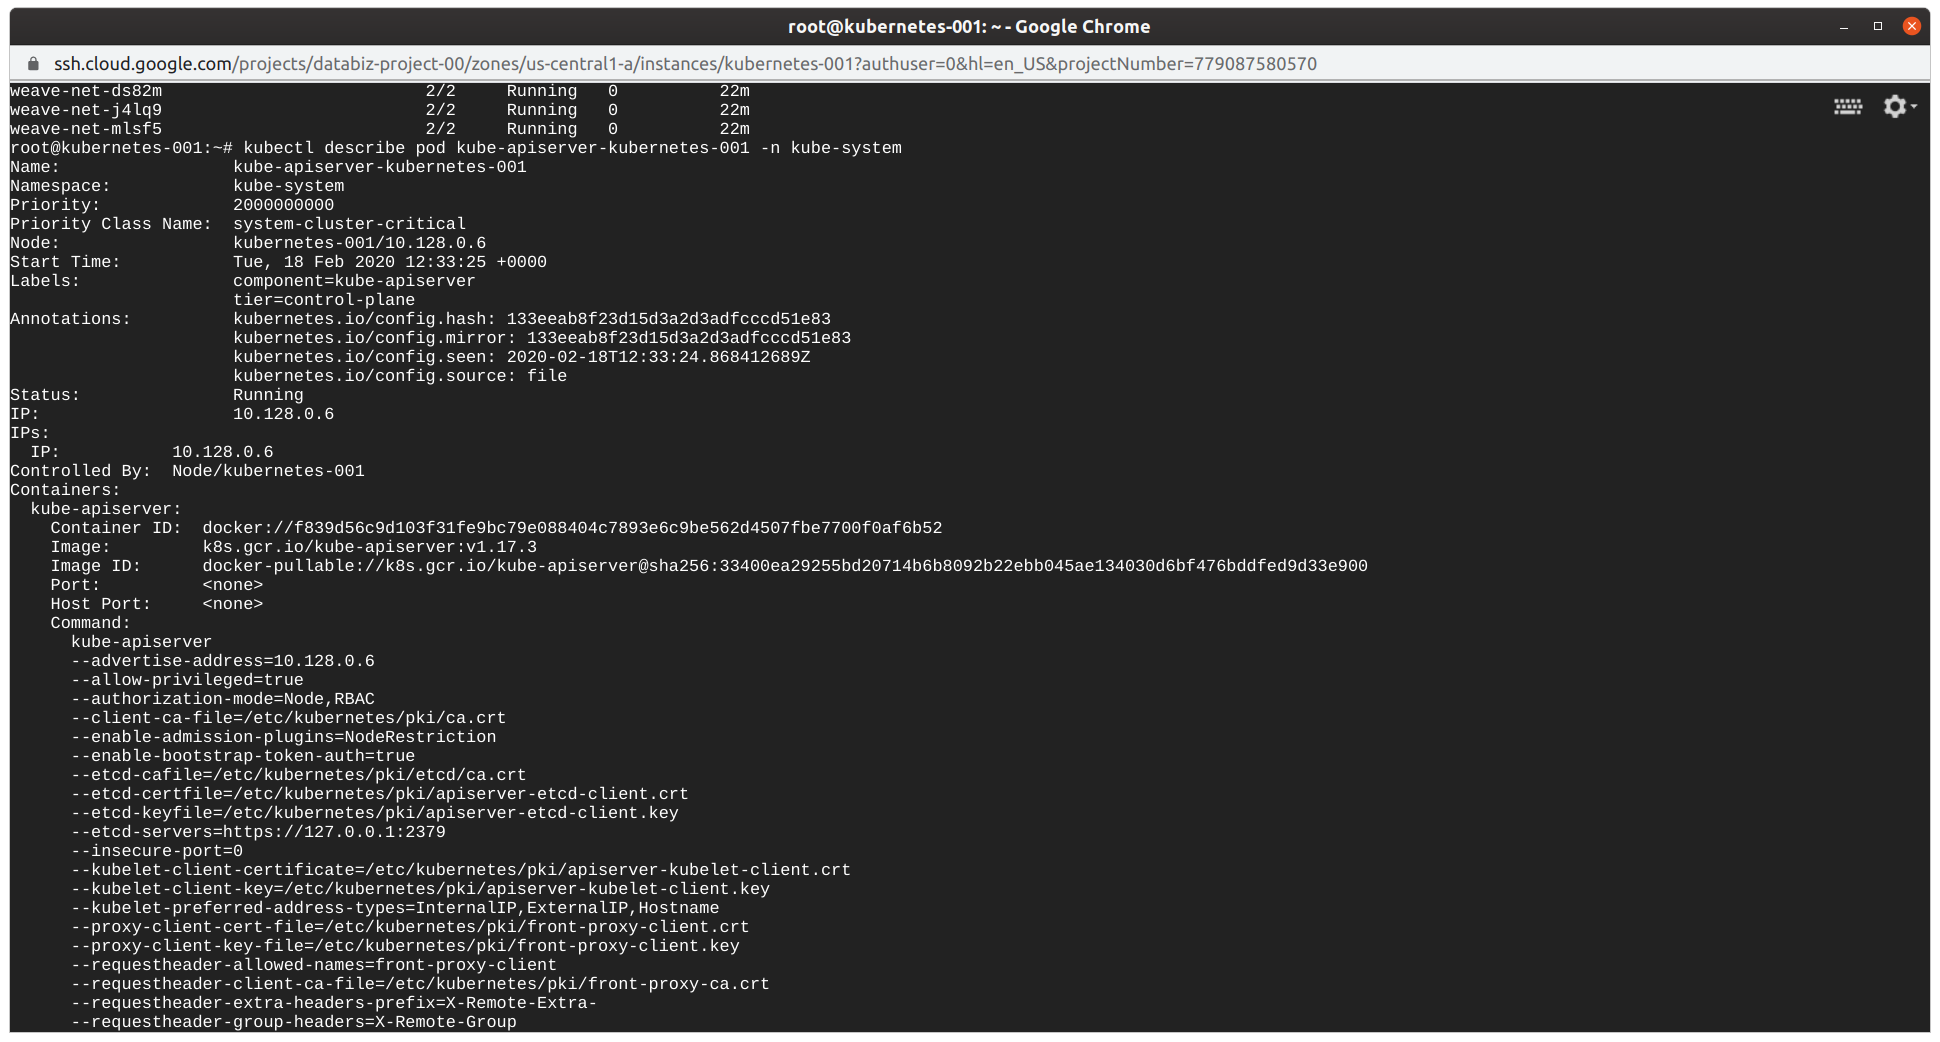 root@kubernetes-001: ~ - Google Chrome
ssh.cloud.google.com/projects/databiz-project-00/zones/us-central1-a/instances/kubernetes-001?authuser=0&hl=en_US&projectNumber=779087580570
weave-net-ds82m                          2/2     Running   0          22m
weave-net-j4lq9                          2/2     Running   0          22m
weave-net-mlsf5                          2/2     Running   0          22m
root@kubernetes-001:~# kubectl describe pod kube-apiserver-kubernetes-001 -n kube-system
Name:                 kube-apiserver-kubernetes-001
Namespace:            kube-system
Priority:             2000000000
Priority Class Name:  system-cluster-critical
Node:                 kubernetes-001/10.128.0.6
Start Time:           Tue, 18 Feb 2020 12:33:25 +0000
Labels:               component=kube-apiserver
                      tier=control-plane
Annotations:          kubernetes.io/config.hash: 133eeab8f23d15d3a2d3adfcccd51e83
                      kubernetes.io/config.mirror: 133eeab8f23d15d3a2d3adfcccd51e83
                      kubernetes.io/config.seen: 2020-02-18T12:33:24.868412689Z
                      kubernetes.io/config.source: file
Status:               Running
IP:                   10.128.0.6
IPs:
  IP:           10.128.0.6
Controlled By:  Node/kubernetes-001
Containers:
  kube-apiserver:
    Container ID:  docker://f839d56c9d103f31fe9bc79e088404c7893e6c9be562d4507fbe7700f0af6b52
    Image:         k8s.gcr.io/kube-apiserver:v1.17.3
    Image ID:      docker-pullable://k8s.gcr.io/kube-apiserver@sha256:33400ea29255bd20714b6b8092b22ebb045ae134030d6bf476bddfed9d33e900
    Port:          <none>
    Host Port:     <none>
    Command:
      kube-apiserver
      --advertise-address=10.128.0.6
      --allow-privileged=true
      --authorization-mode=Node,RBAC
      --client-ca-file=/etc/kubernetes/pki/ca.crt
      --enable-admission-plugins=NodeRestriction
      --enable-bootstrap-token-auth=true
      --etcd-cafile=/etc/kubernetes/pki/etcd/ca.crt
      --etcd-certfile=/etc/kubernetes/pki/apiserver-etcd-client.crt
      --etcd-keyfile=/etc/kubernetes/pki/apiserver-etcd-client.key
      --etcd-servers=https://127.0.0.1:2379
      --insecure-port=0
      --kubelet-client-certificate=/etc/kubernetes/pki/apiserver-kubelet-client.crt
      --kubelet-client-key=/etc/kubernetes/pki/apiserver-kubelet-client.key
      --kubelet-preferred-address-types=InternalIP,ExternalIP,Hostname
      --proxy-client-cert-file=/etc/kubernetes/pki/front-proxy-client.crt
      --proxy-client-key-file=/etc/kubernetes/pki/front-proxy-client.key
      --requestheader-allowed-names=front-proxy-client
      --requestheader-client-ca-file=/etc/kubernetes/pki/front-proxy-ca.crt
      --requestheader-extra-headers-prefix=X-Remote-Extra-
      --requestheader-group-headers=X-Remote-Group